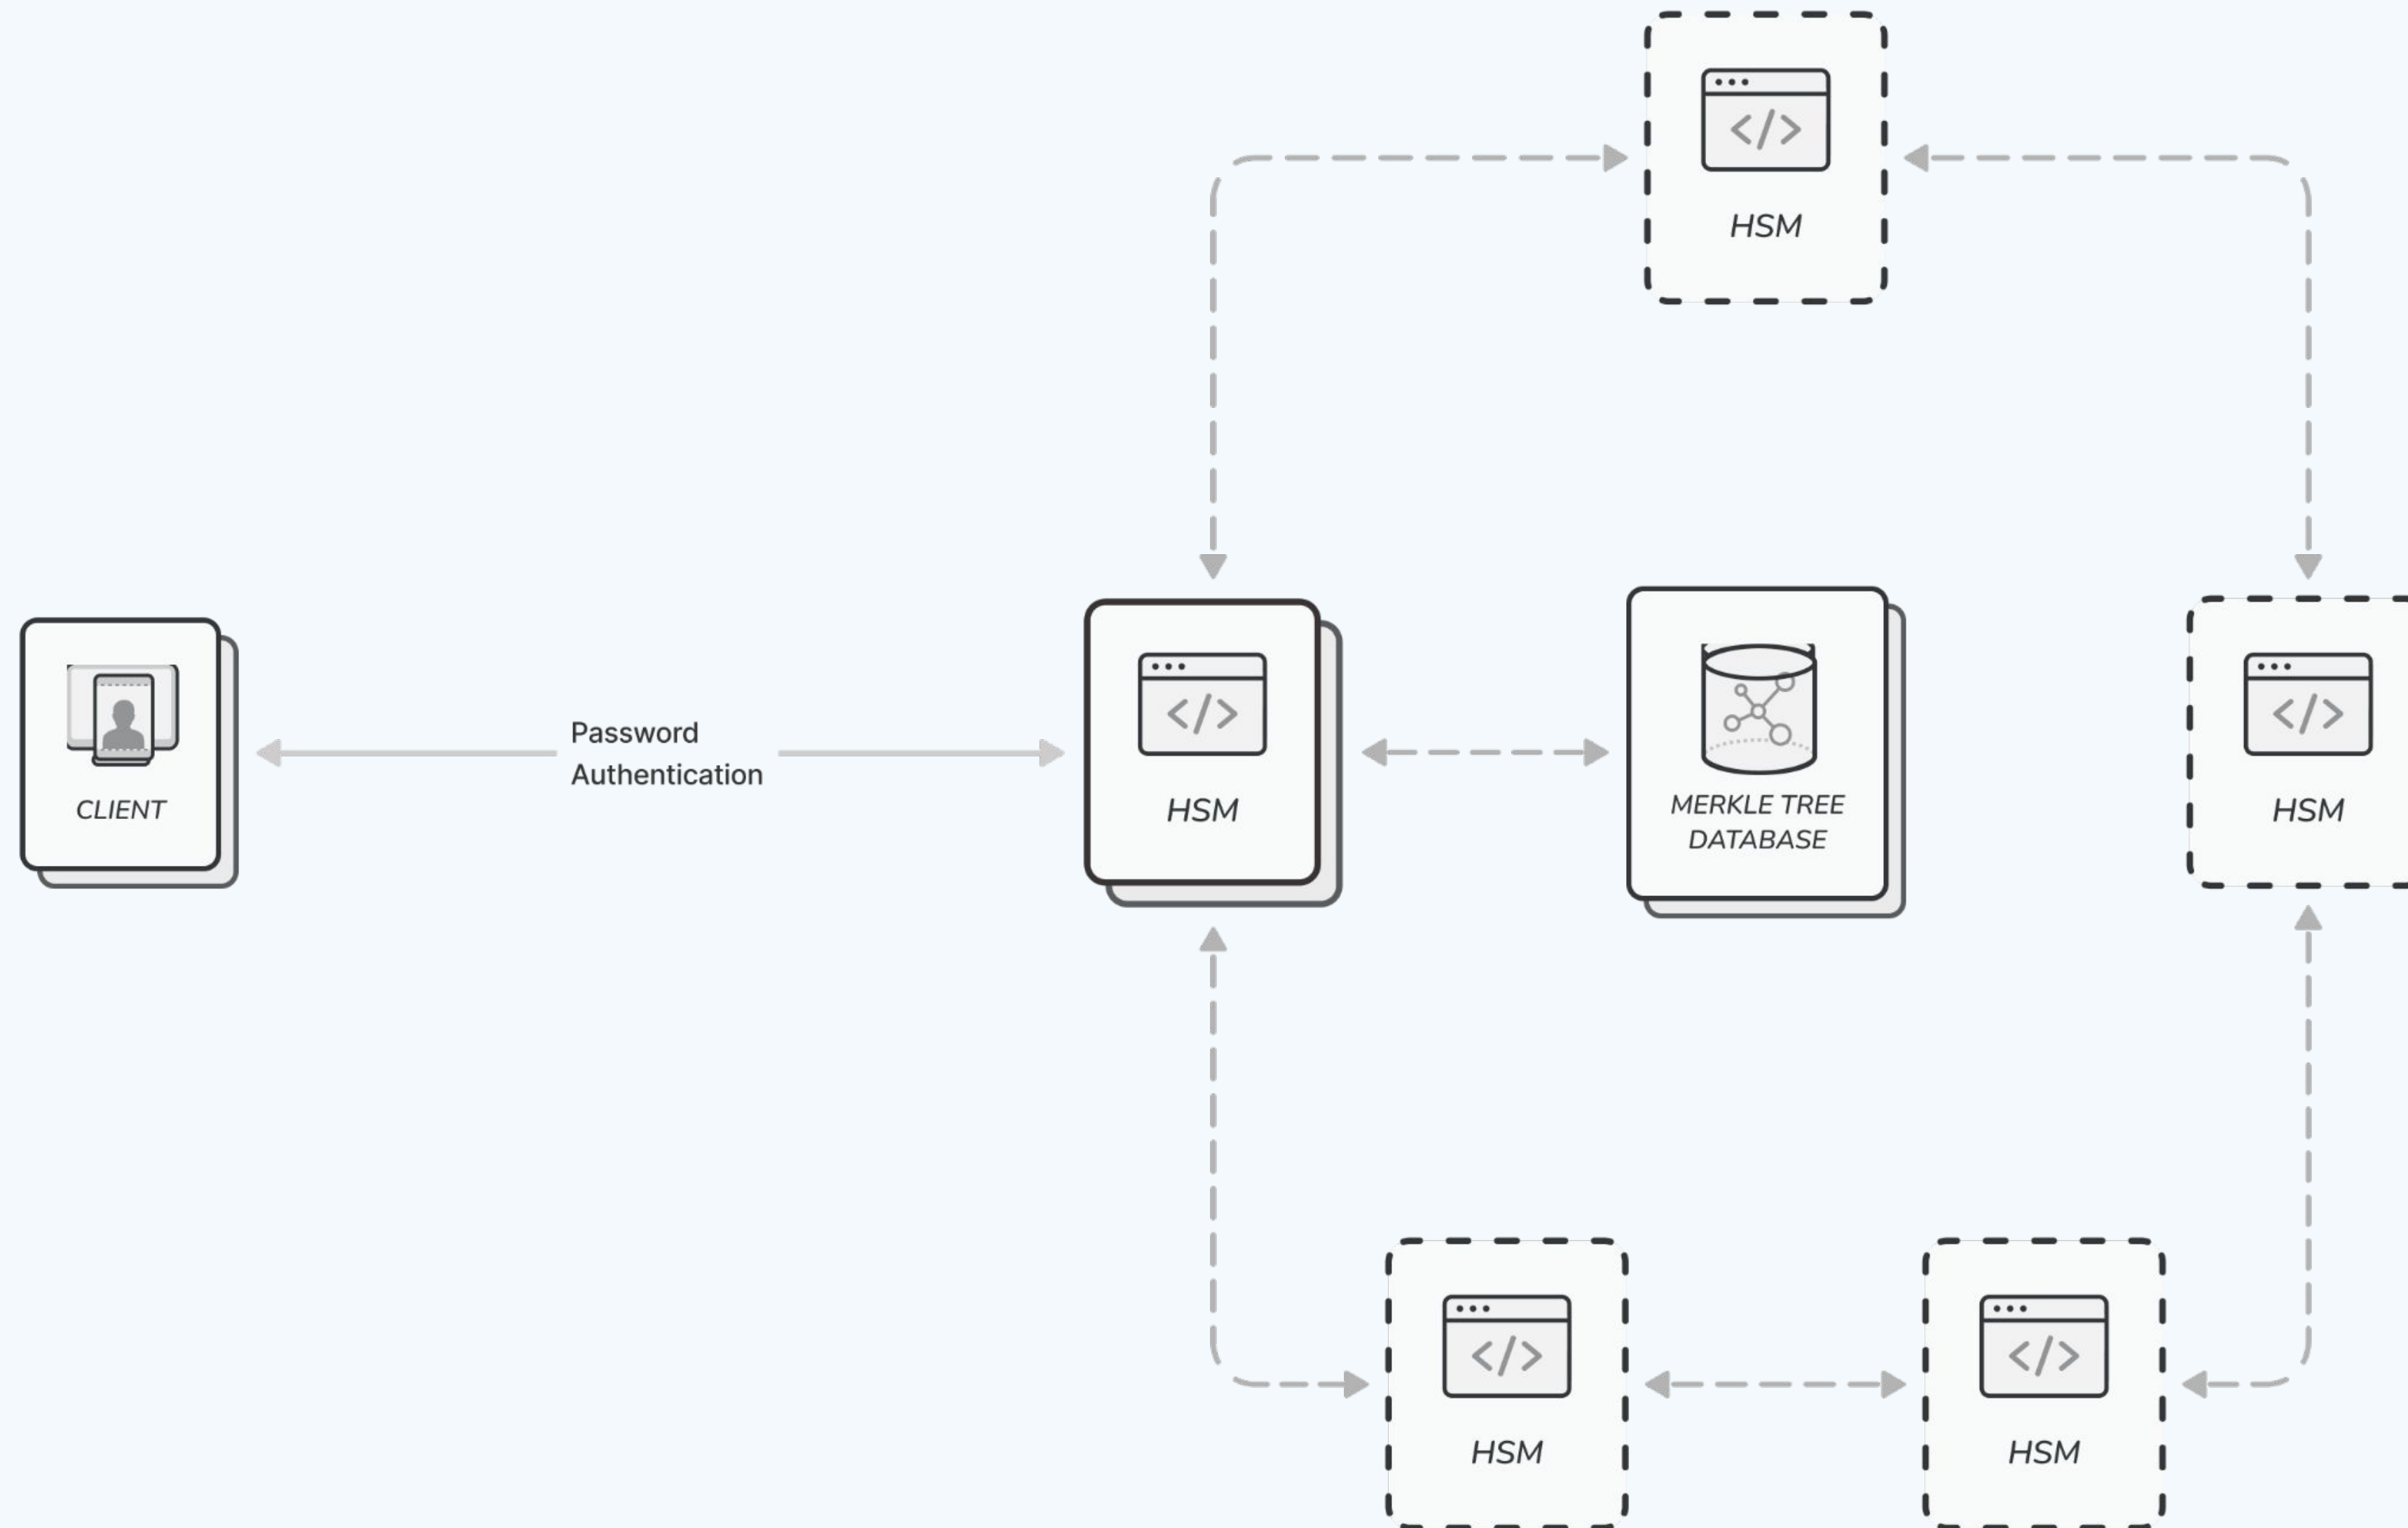 HSM
Password
Authentication
CLIENT
HSM
MERKLE TREE
DATABASE
HSM
HSM
HSM